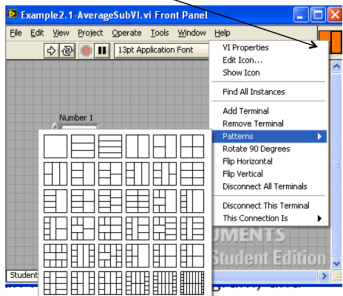 Example2.1-AverageSubVI.vi Front Panel
File Edit View Project Operate Tools Window Help
13pt Application Font
VI Properties
Edit Icon...
Show Icon
Find All Instances
Add Terminal
Remove Terminal
Patterns
Rotate 90 Degrees
Flip Horizontal
Flip Vertical
Disconnect All Terminals
Disconnect This Terminal
This Connection Is
Number 1
UMENTS
Student Edition
Student